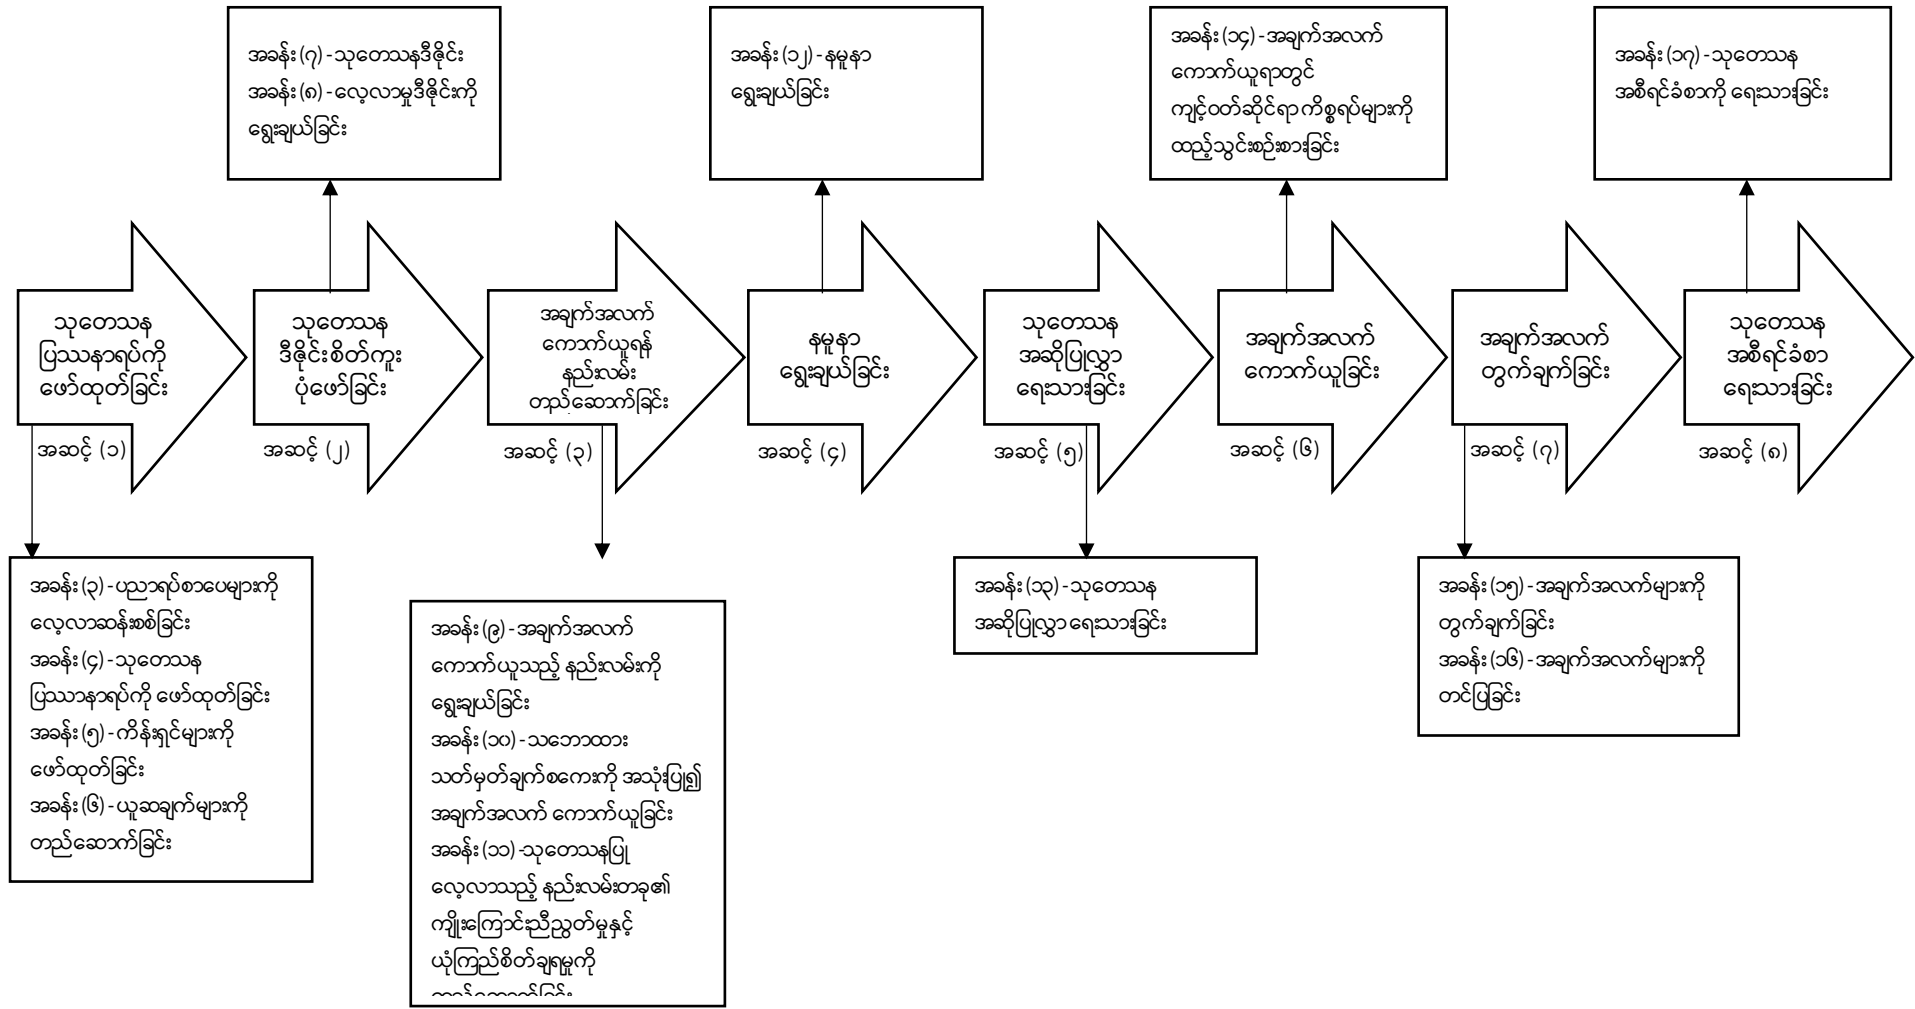 အခန်း (၇) - သုတေသနဒီဇိုင်း
အခန်း (၈) - လေ့လာမှုဒီဇိုင်းကို
ရွေးချယ်ခြင်း
အခန်း (၁၂) - နမူနာ
ရွေးချယ်ခြင်း
အခန်း (၁၄) - အချက်အလက်
ကောက်ယူရာတွင်
ကျင့်ဝတ်ဆိုင်ရာ ကိစ္စရပ်များကို
ထည့်သွင်းစဉ်းစားခြင်း
အခန်း (၁၇) - သုတေသန
အစီရင်ခံစာကို ရေးသားခြင်း
သုတေသန
ပြဿနာရပ်ကို
ဖော်ထုတ်ခြင်း
အဆင့် (၁)
သုတေသန
ဒီဇိုင်းစိတ်ကူး
ပုံဖော်ခြင်း
အဆင့် (၂)
အချက်အလက်
ကောက်ယူရန်
နည်းလမ်း
တည်ဆောက်ခြင်း
အဆင့် (၃)
နမူနာ
ရွေးချယ်ခြင်း
အဆင့် (၄)
သုတေသန
အဆိုပြုလွှာ
ရေးသားခြင်း
အဆင့် (၅)
အချက်အလက်
ကောက်ယူခြင်း
အဆင့် (၆)
အချက်အလက်
တွက်ချက်ခြင်း
အဆင့် (၇)
သုတေသန
အစီရင်ခံစာ
ရေးသားခြင်း
အဆင့် (၈)
အခန်း (၃) - ပညာရပ်စာပေများကို
လေ့လာဆန်းစစ်ခြင်း
အခန်း (၄) - သုတေသန
ပြဿာနာရပ်ကို ဖော်ထုတ်ခြင်း
အခန်း (၅) - ကိန်းရှင်များကို
ဖော်ထုတ်ခြင်း
အခန်း (၆) - ယူဆချက်များကို
တည်ဆောက်ခြင်း
အခန်း (၉) - အချက်အလက်
ကောက်ယူသည့် နည်းလမ်းကို
ရွေးချယ်ခြင်း
အခန်း (၁၀) - သဘောထား
သတ်မှတ်ချက်စကေးကို အသုံးပြု၍
အချက်အလက် ကောက်ယူခြင်း
အခန်း (၁၁) -သုတေသနပြု
လေ့လာသည့် နည်းလမ်းတခု၏
ကျိုးကြောင်းညီညွတ်မှုနှင့်
ယုံကြည်စိတ်ချရမှုကို
အခန်း (၁၃) - သုတေသန
အဆိုပြုလွှာ ရေးသားခြင်း
အခန်း (၁၅) - အချက်အလက်များကို
တွက်ချက်ခြင်း
အခန်း (၁၆) - အချက်အလက်များကို
တင်ပြခြင်း